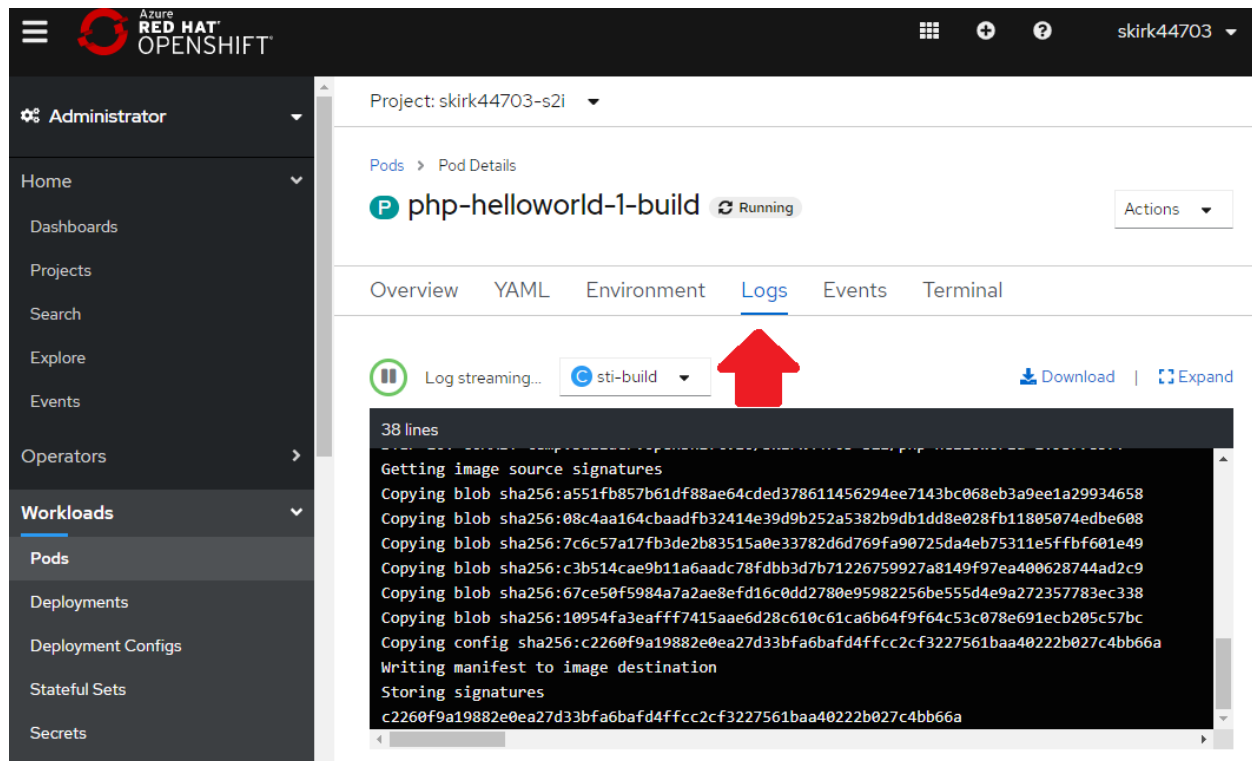 Azure
RED HAT
OPENSHIFT
skirk44703
Administrator
Home
Dashboards
Projects
Search
Explore
Events
Operators
Workloads
Pods
Deployments
Deployment Configs
Stateful Sets
Secrets
Project: skirk44703-s2i
Pods > Pod Details
P php-helloworld-1-build Running
Actions
Overview YAML Environment Logs Events Terminal
Log streaming... C sti-build Download | Expand
38 lines
Getting image source signatures
Copying blob sha256:a551fb857b61df88ae64cded378611456294ee7143bc068eb3a9ee1a29934658
Copying blob sha256:08c4aa164cbaadfb32414e39d9b252a5382b9db1dd8e028fb11805074edbe608
Copying blob sha256:7c6c57a17fb3de2b83515a0e33782d6d769fa90725da4eb75311e5ffbf601e49
Copying blob sha256:c3b514cae9b11a6aadc78fdbb3d7b71226759927a8149f97ea400628744ad2c9
Copying blob sha256:67ce50f5984a7a2ae8efd16c0dd2780e95982256be555d4e9a272357783ec338
Copying blob sha256:10954fa3eafff7415aae6d28c610c61ca6b64f9f64c53c078e691ecb205c57bc
Copying config sha256:c2260f9a19882e0ea27d33bfa6bafd4ffcc2cf3227561baa40222b027c4bb66a
Writing manifest to image destination
Storing signatures
c2260f9a19882e0ea27d33bfa6bafd4ffcc2cf3227561baa40222b027c4bb66a